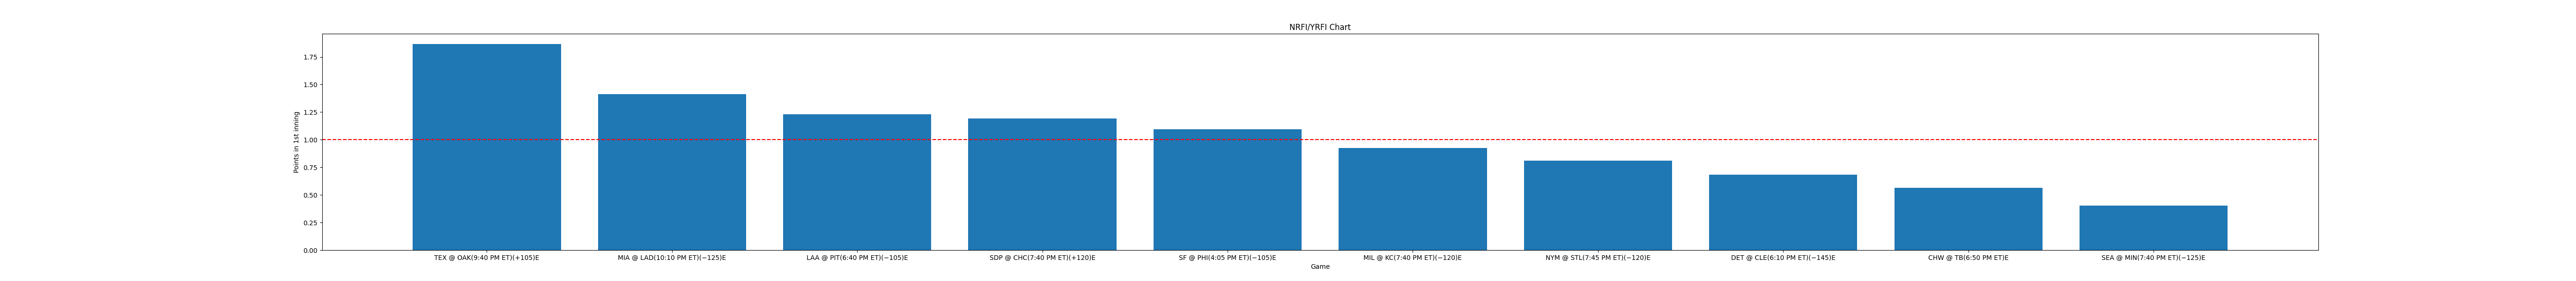 NRFI/YRFI Chart
Points in 1st inning
1.75
1.50
1.25
1.00
0.75
0.50
0.25
0.00
TEX @ OAK(9:40 PM ET)(+105)E
MIA @ LAD(10:10 PM ET)(−125)E
LAA @ PIT(6:40 PM ET)(−105)E
SDP @ CHC(7:40 PM ET)(+120)E
SF @ PHI(4:05 PM ET)(−105)E
MIL @ KC(7:40 PM ET)(−120)E
NYM @ STL(7:45 PM ET)(−120)E
DET @ CLE(6:10 PM ET)(−145)E
CHW @ TB(6:50 PM ET)E
SEA @ MIN(7:40 PM ET)(−125)E
Game